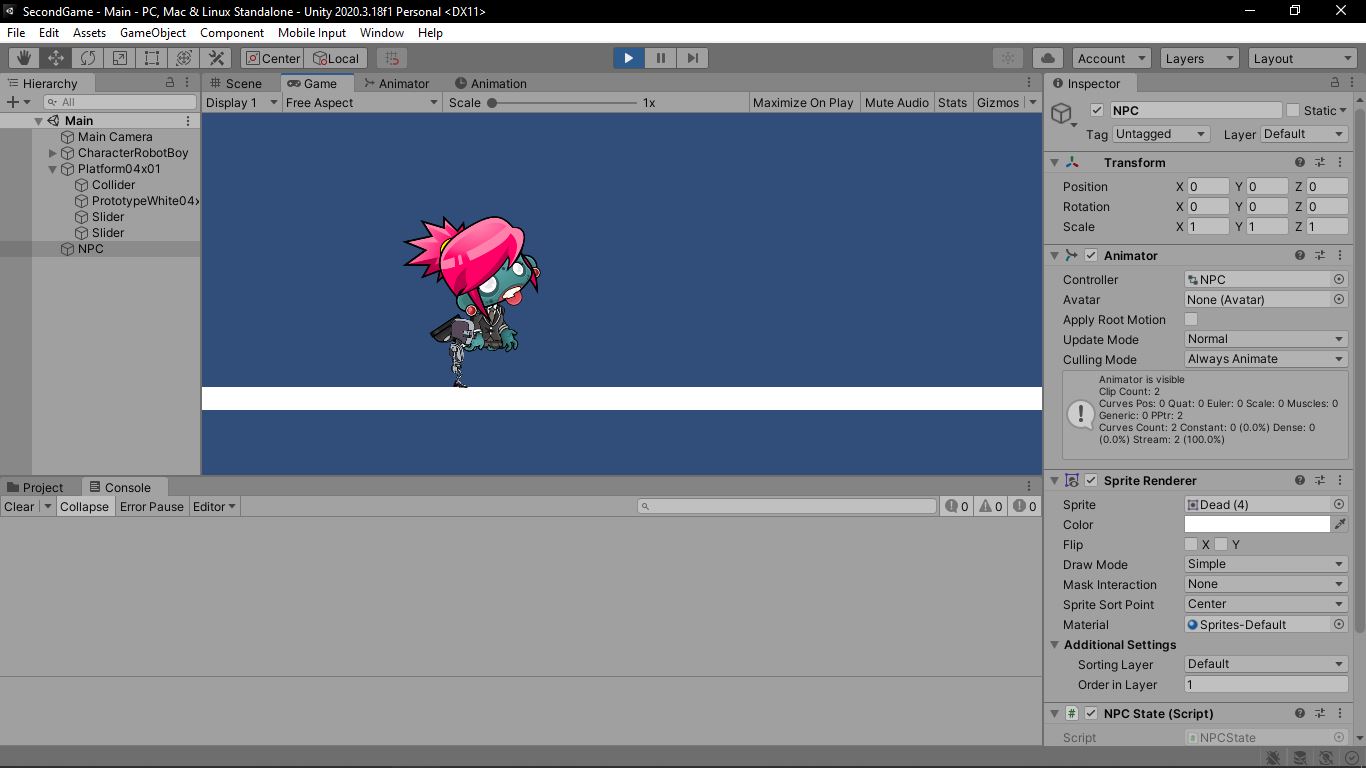 SecondGame - Main - PC, Mac & Linux Standalone - Unity 2020.3.18f1 Personal <DX11>
File Edit Assets GameObject Component Mobile Input Window Help
Center Local Account Layers Layout
Hierarchy
All
Main
Main Camera
CharacterRobotBoy
Platform04x01
Collider
PrototypeWhite04x
Slider
Slider
NPC
Scene Game Animator Animation
Display 1 Free Aspect Scale 1x Maximize On Play Mute Audio Stats Gizmos
Project Console
Clear Collapse Error Pause Editor 0 0 0
Inspector
NPC Static
Tag Untagged Layer Default
Transform
Position X 0 Y 0 Z 0
Rotation X 0 Y 0 Z 0
Scale X 1 Y 1 Z 1
Animator
Controller NPC
Avatar None (Avatar)
Apply Root Motion
Update Mode Normal
Culling Mode Always Animate
Animator is visible
Clip Count: 2
Curves Pos: 0 Quat: 0 Euler: 0 Scale: 0 Muscles: 0
Generic: 0 PPtr: 2
Curves Count: 2 Constant: 0 (0.0%) Dense: 0
(0.0%) Stream: 2 (100.0%)
Sprite Renderer
Sprite Dead (4)
Color
Flip X Y
Draw Mode Simple
Mask Interaction None
Sprite Sort Point Center
Material Sprites-Default
Additional Settings
Sorting Layer Default
Order in Layer 1
# NPC State (Script)
Script NPCState